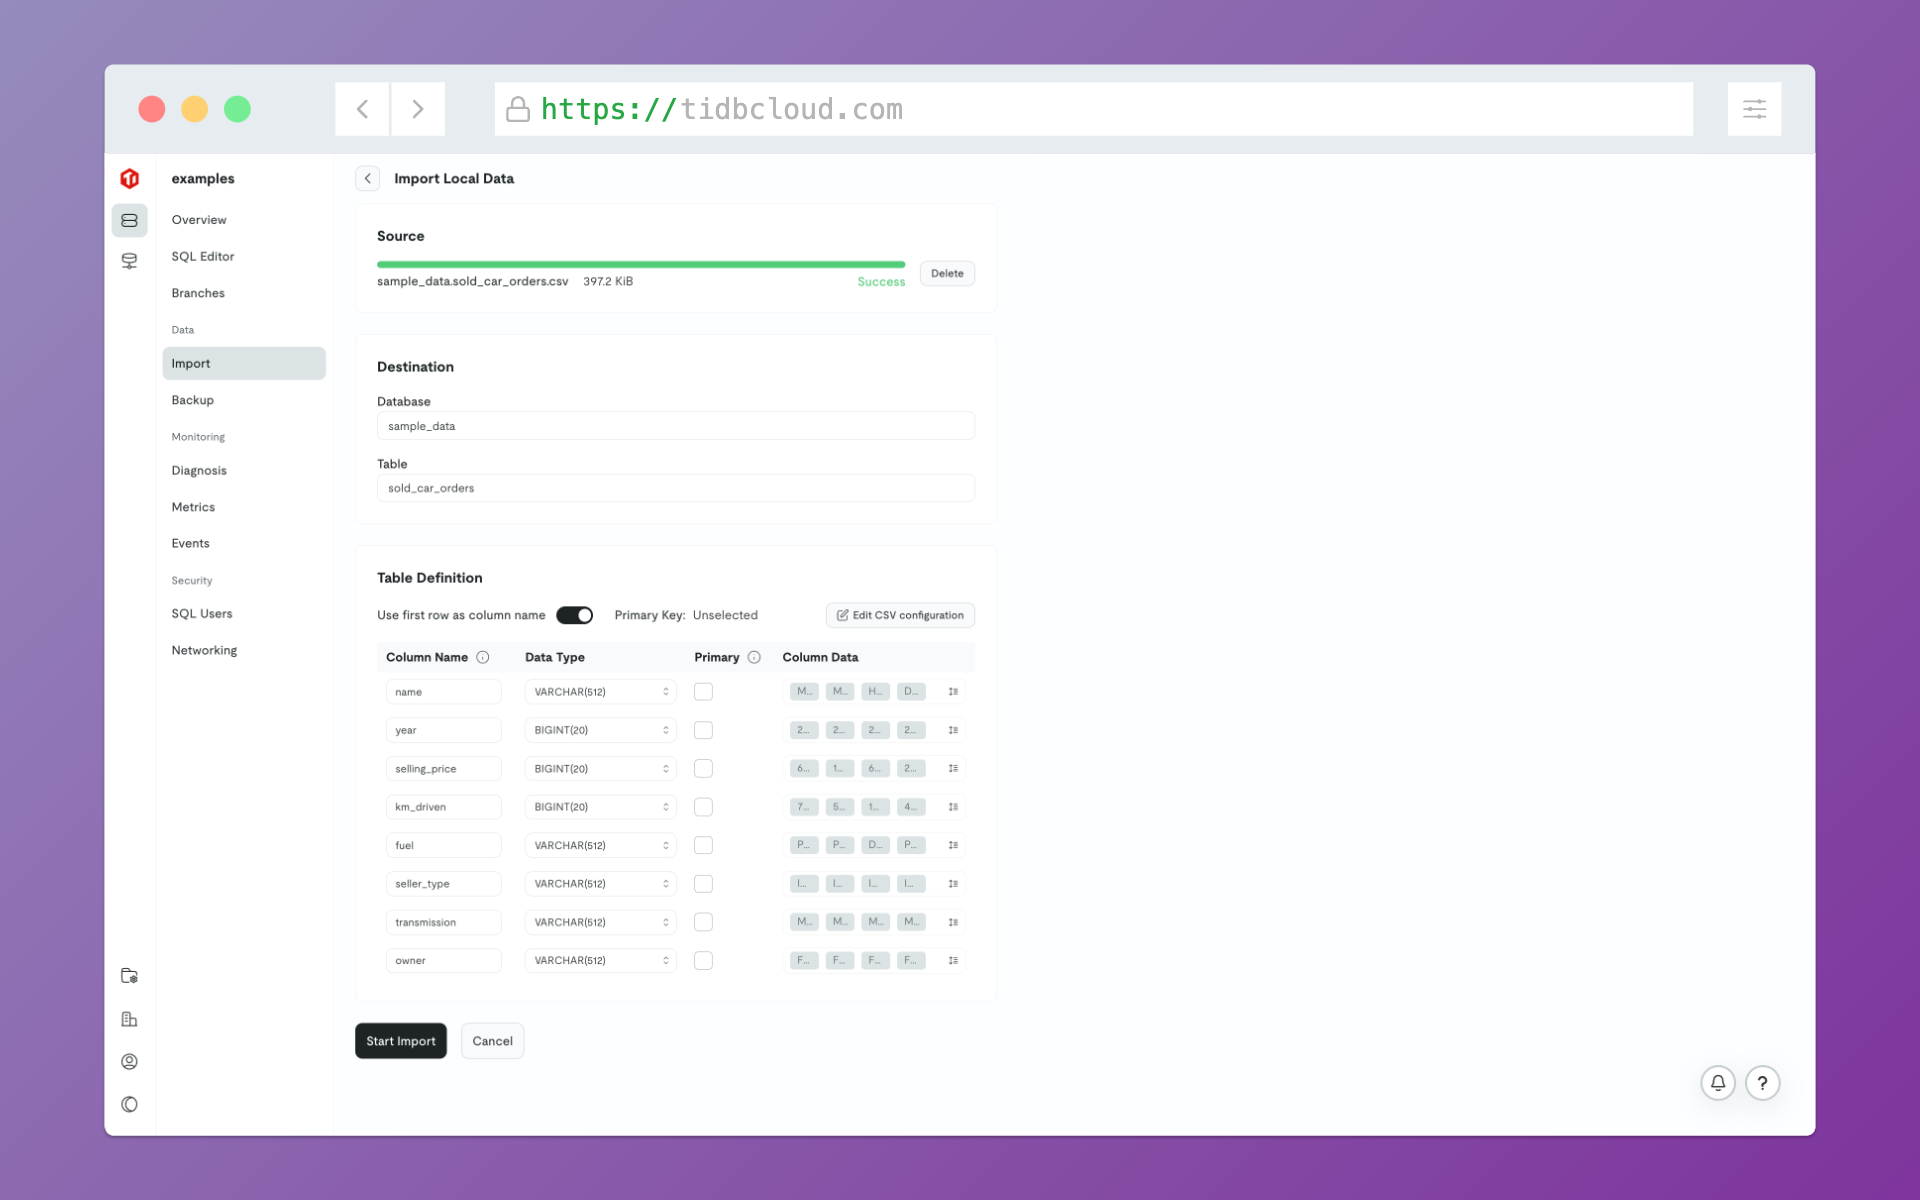 https://tidbcloud.com
examples
Overview
SQL Editor
Branches
Data
Import
Backup
Monitoring
Diagnosis
Metrics
Events
Security
SQL Users
Networking
Import Local Data
Source
sample_data.sold_car_orders.csv 397.2 KiB Success
Delete
Destination
Database
sample_data
Table
sold_car_orders
Table Definition
Use first row as column name Primary Key: Unselected Edit CSV configuration
Column Name Data Type Primary Column Data
name VARCHAR(512) M... M... H... D...
year BIGINT(20) 2... 2... 2... 2...
selling_price BIGINT(20) 6... 1... 6... 2...
km_driven BIGINT(20) 7... 5... 1... 4...
fuel VARCHAR(512) P... P... D... P...
seller_type VARCHAR(512) I... I... I... I...
transmission VARCHAR(512) M... M... M... M...
owner VARCHAR(512) F... F... F... F...
Start Import Cancel
?